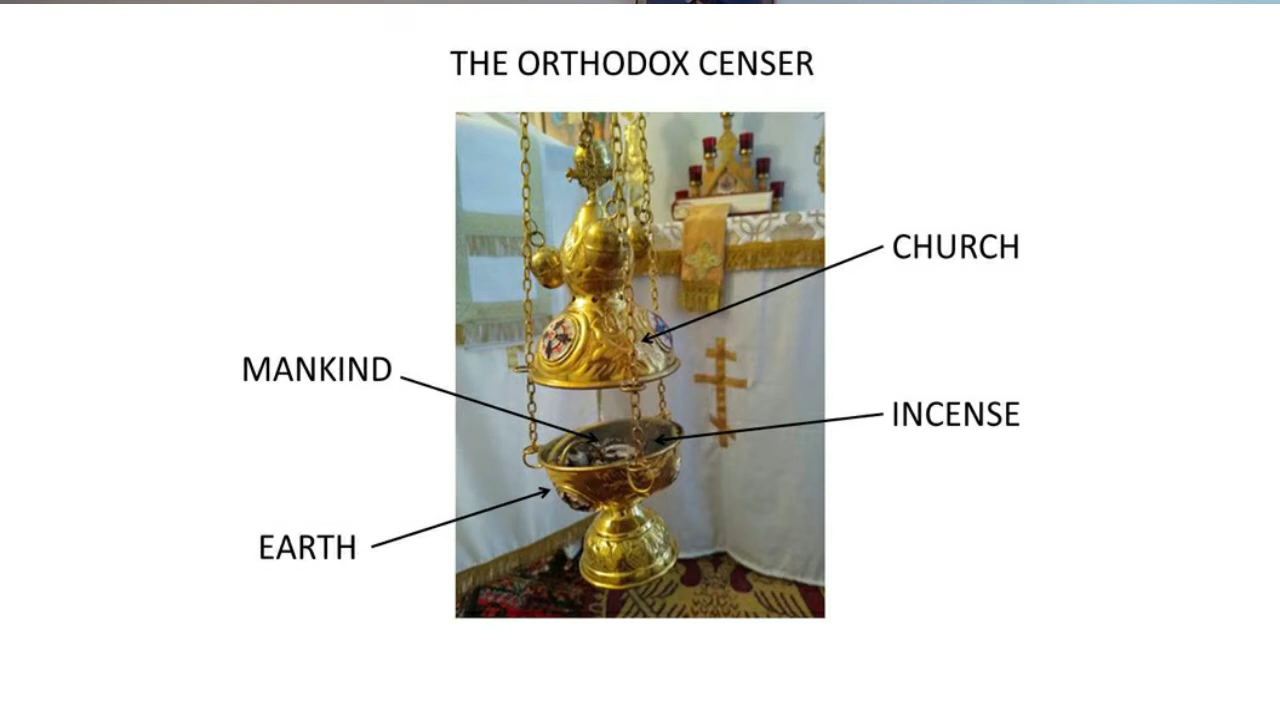 THE ORTHODOX CENSER
CHURCH
MANKIND
INCENSE
EARTH